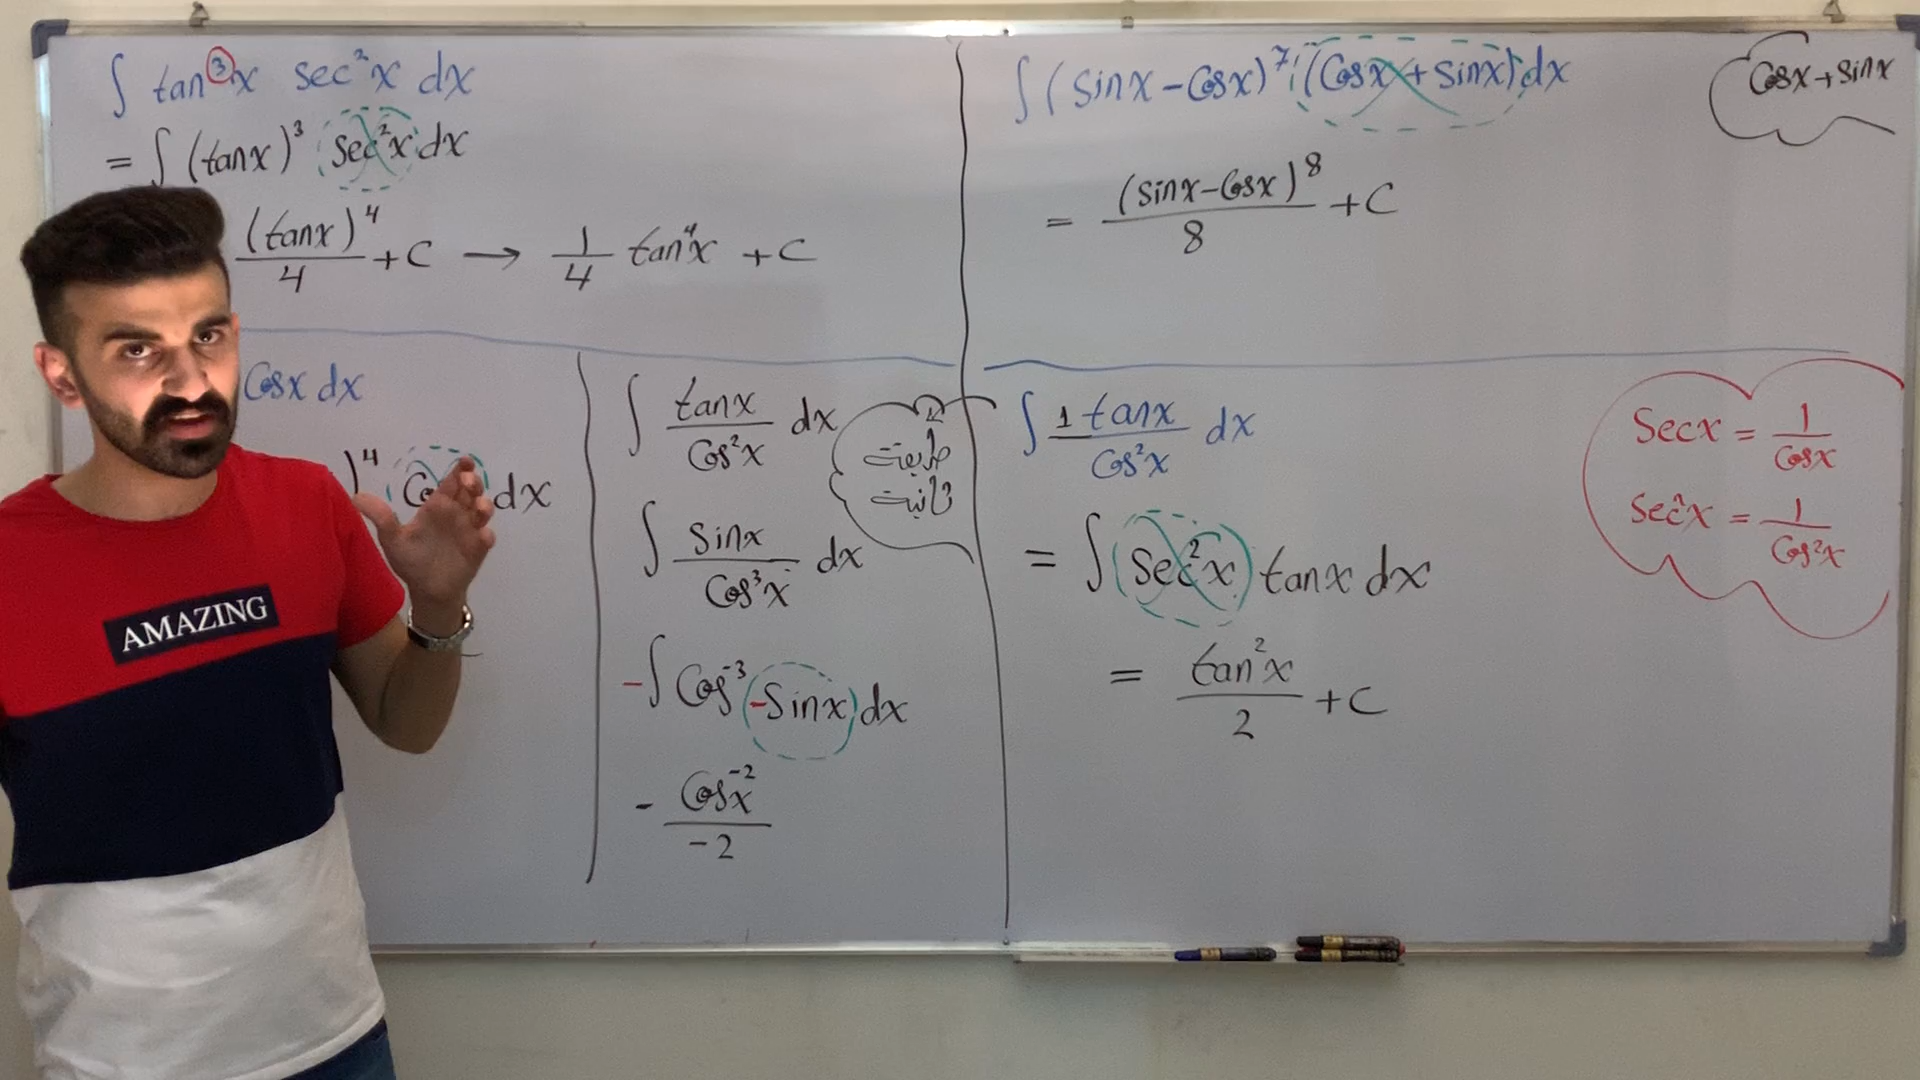 ∫ tan³x sec²x dx
= ∫ (tanx)³ sec²x dx
(tanx)⁴/4 + C → 1/4 tan⁴x + C
∫ (sinx - Cosx)⁷ (Cosx + sinx) dx
Cosx + sinx
= (sinx - Cosx)⁸/8 + C
Cosx dx
)⁴ dx
∫ tanx/Cos²x dx
طريقة
ثانية
∫ sinx/Cos³x dx
-∫ Cos⁻³ (-sinx) dx
- Cos⁻²x/-2
∫ 1 tanx/Cos²x dx
= ∫ (sec²x) tanx dx
= tan²x/2 + C
Secx = 1/Cosx
Sec²x = 1/Cos²x
AMAZING